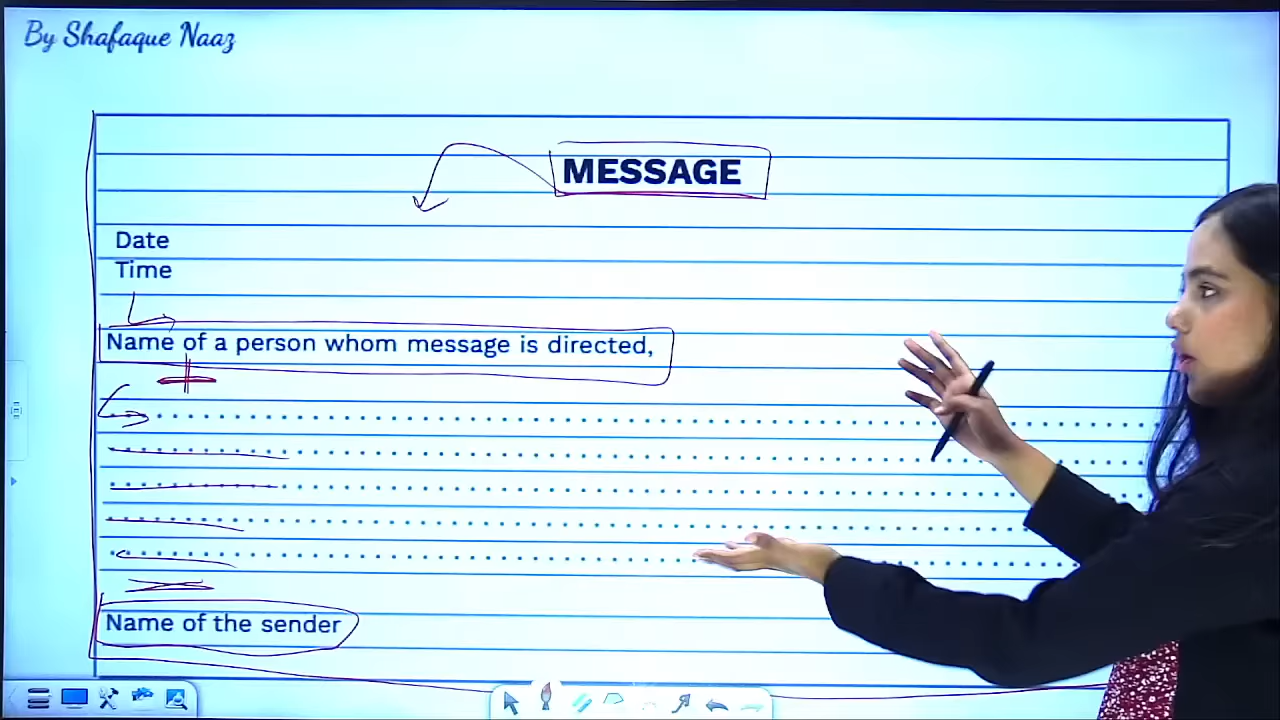 By Shafaque Naaz
MESSAGE
Date
Time
Name of a person whom message is directed,
Name of the sender